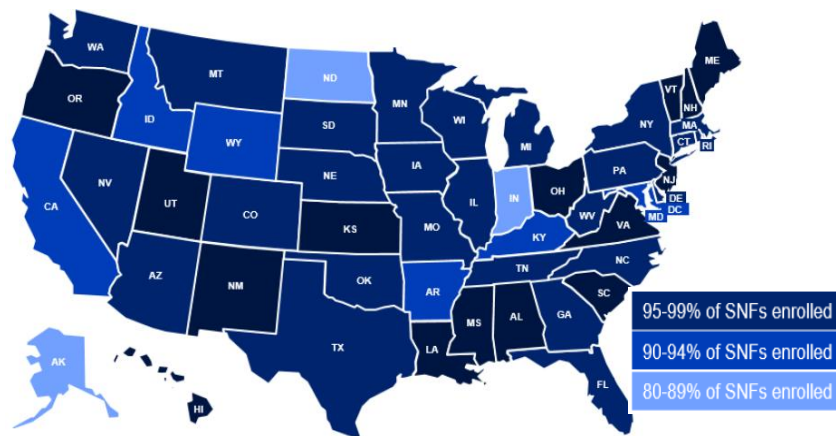 WA
MT
ND
MN
ME
VT
NH
OR
ID
SD
WI
MI
NY
MA
CT
RI
WY
IA
PA
NJ
NV
NE
IL
IN
OH
DE
MD
DC
CA
UT
CO
KS
MO
KY
WV
VA
AZ
NM
OK
AR
TN
NC
SC
MS
AL
GA
TX
LA
FL
AK
HI
95-99% of SNFs enrolled
90-94% of SNFs enrolled
80-89% of SNFs enrolled